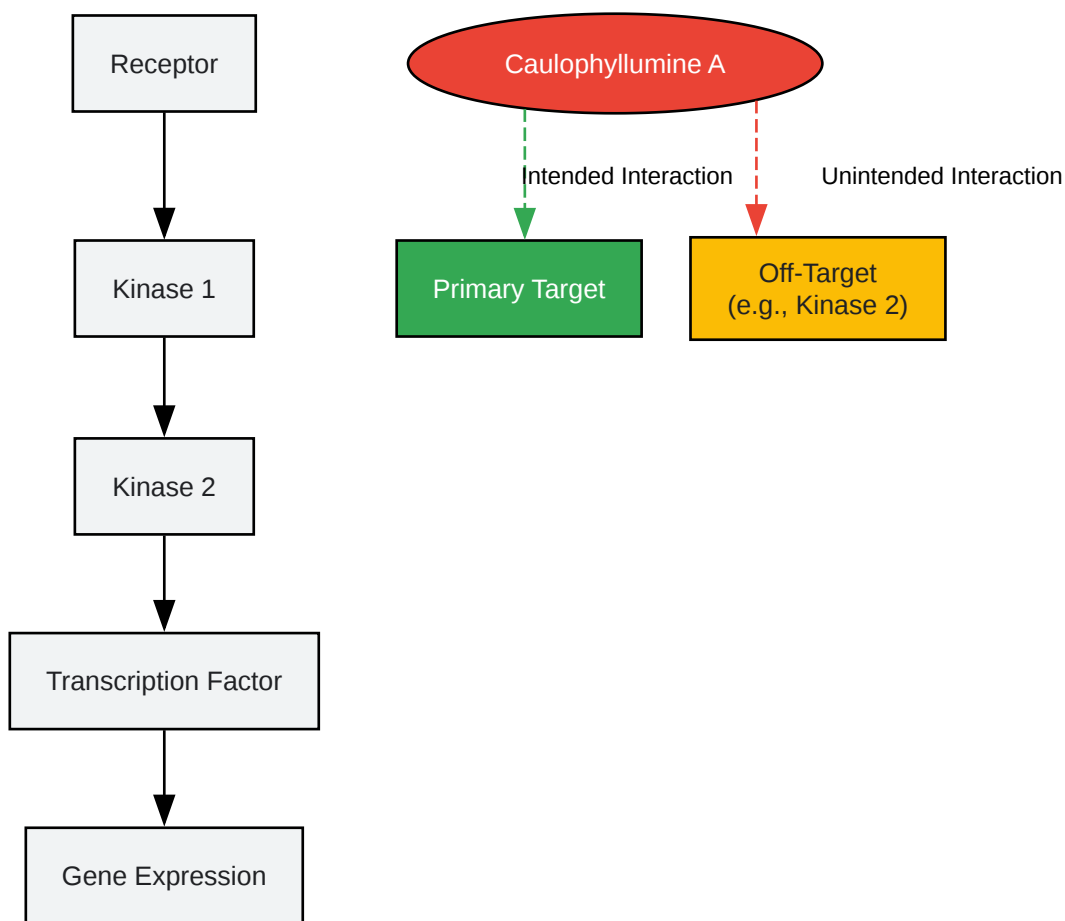 Receptor
Caulophyllumine A
Intended Interaction
Unintended Interaction
Kinase 1
Primary Target
Off-Target
(e.g., Kinase 2)
Kinase 2
Transcription Factor
Gene Expression